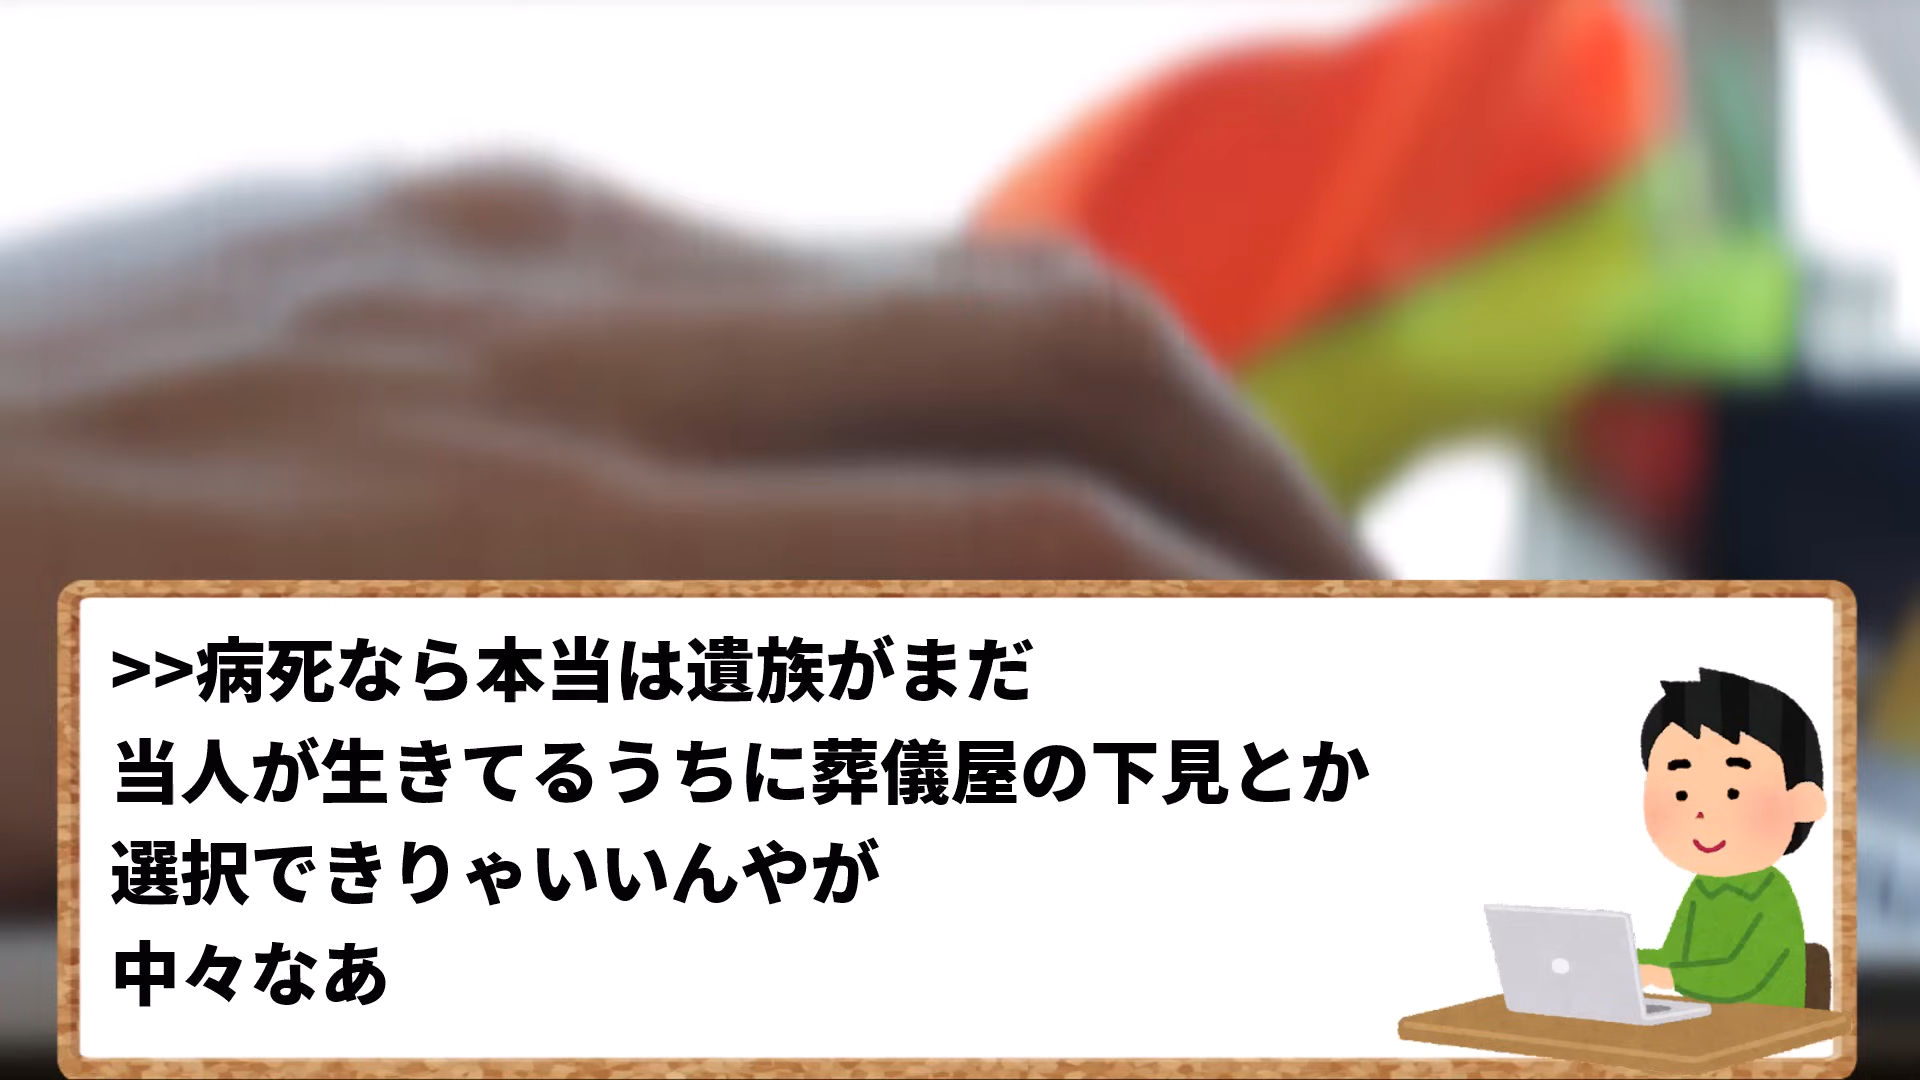 >>病死なら本当は遺族がまだ
当人が生きてるうちに葬儀屋の下見とか
選択できりゃいいんやが
中々なあ